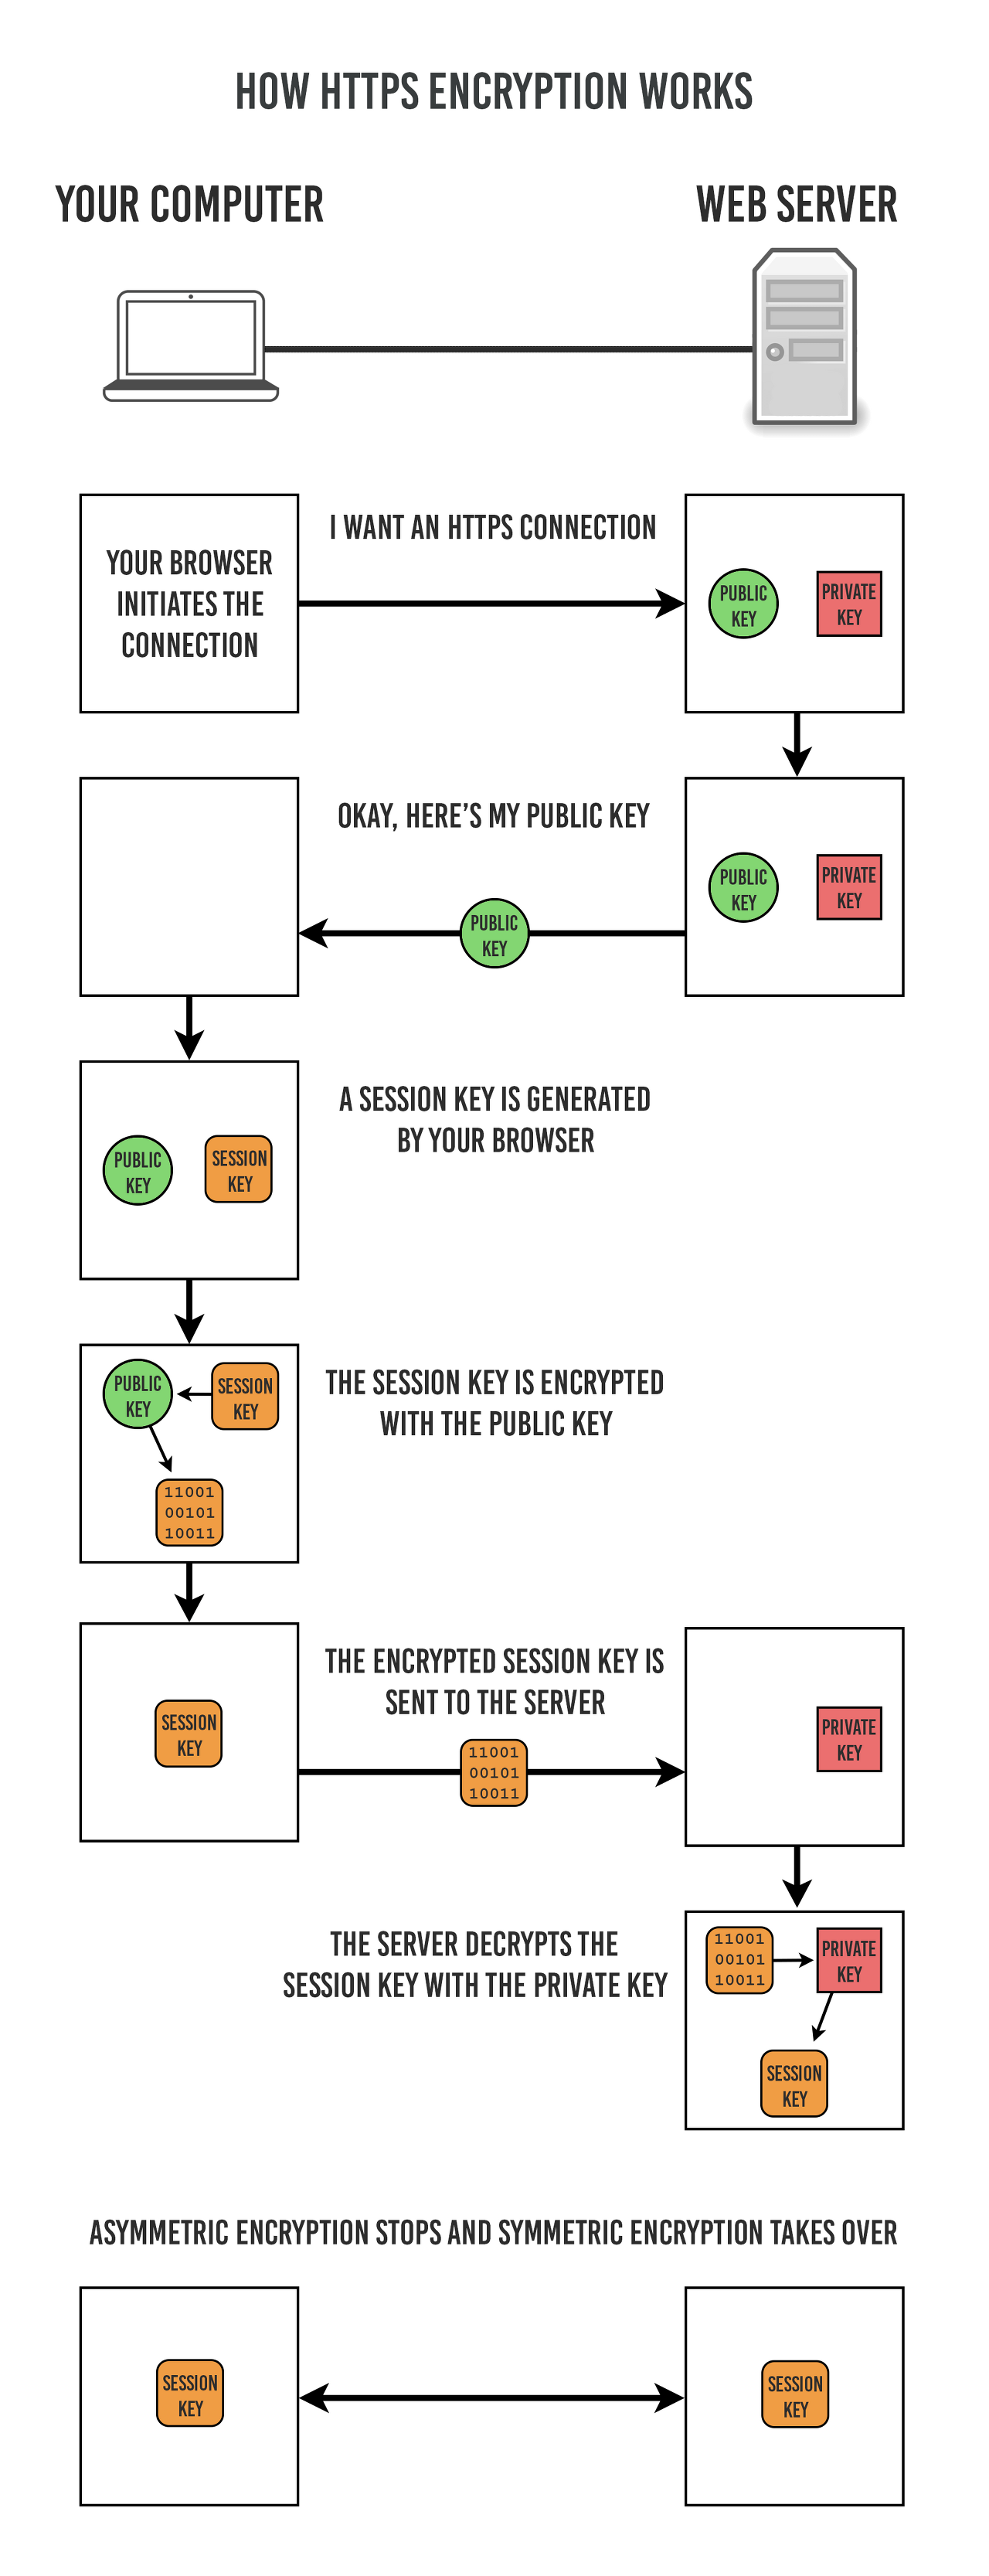 HOW HTTPS ENCRYPTION WORKS
YOUR COMPUTER
WEB SERVER
YOUR BROWSER
INITIATES THE
CONNECTION
I WANT AN HTTPS CONNECTION
PUBLIC
KEY
PRIVATE
KEY
OKAY, HERE'S MY PUBLIC KEY
PUBLIC
KEY
PUBLIC
KEY
PRIVATE
KEY
PUBLIC
KEY
SESSION
KEY
A SESSION KEY IS GENERATED
BY YOUR BROWSER
PUBLIC
KEY
SESSION
KEY
11001
00101
10011
THE SESSION KEY IS ENCRYPTED
WITH THE PUBLIC KEY
SESSION
KEY
THE ENCRYPTED SESSION KEY IS
SENT TO THE SERVER
11001
00101
10011
PRIVATE
KEY
THE SERVER DECRYPTS THE
SESSION KEY WITH THE PRIVATE KEY
11001
00101
10011
PRIVATE
KEY
SESSION
KEY
ASYMMETRIC ENCRYPTION STOPS AND SYMMETRIC ENCRYPTION TAKES OVER
SESSION
KEY
SESSION
KEY